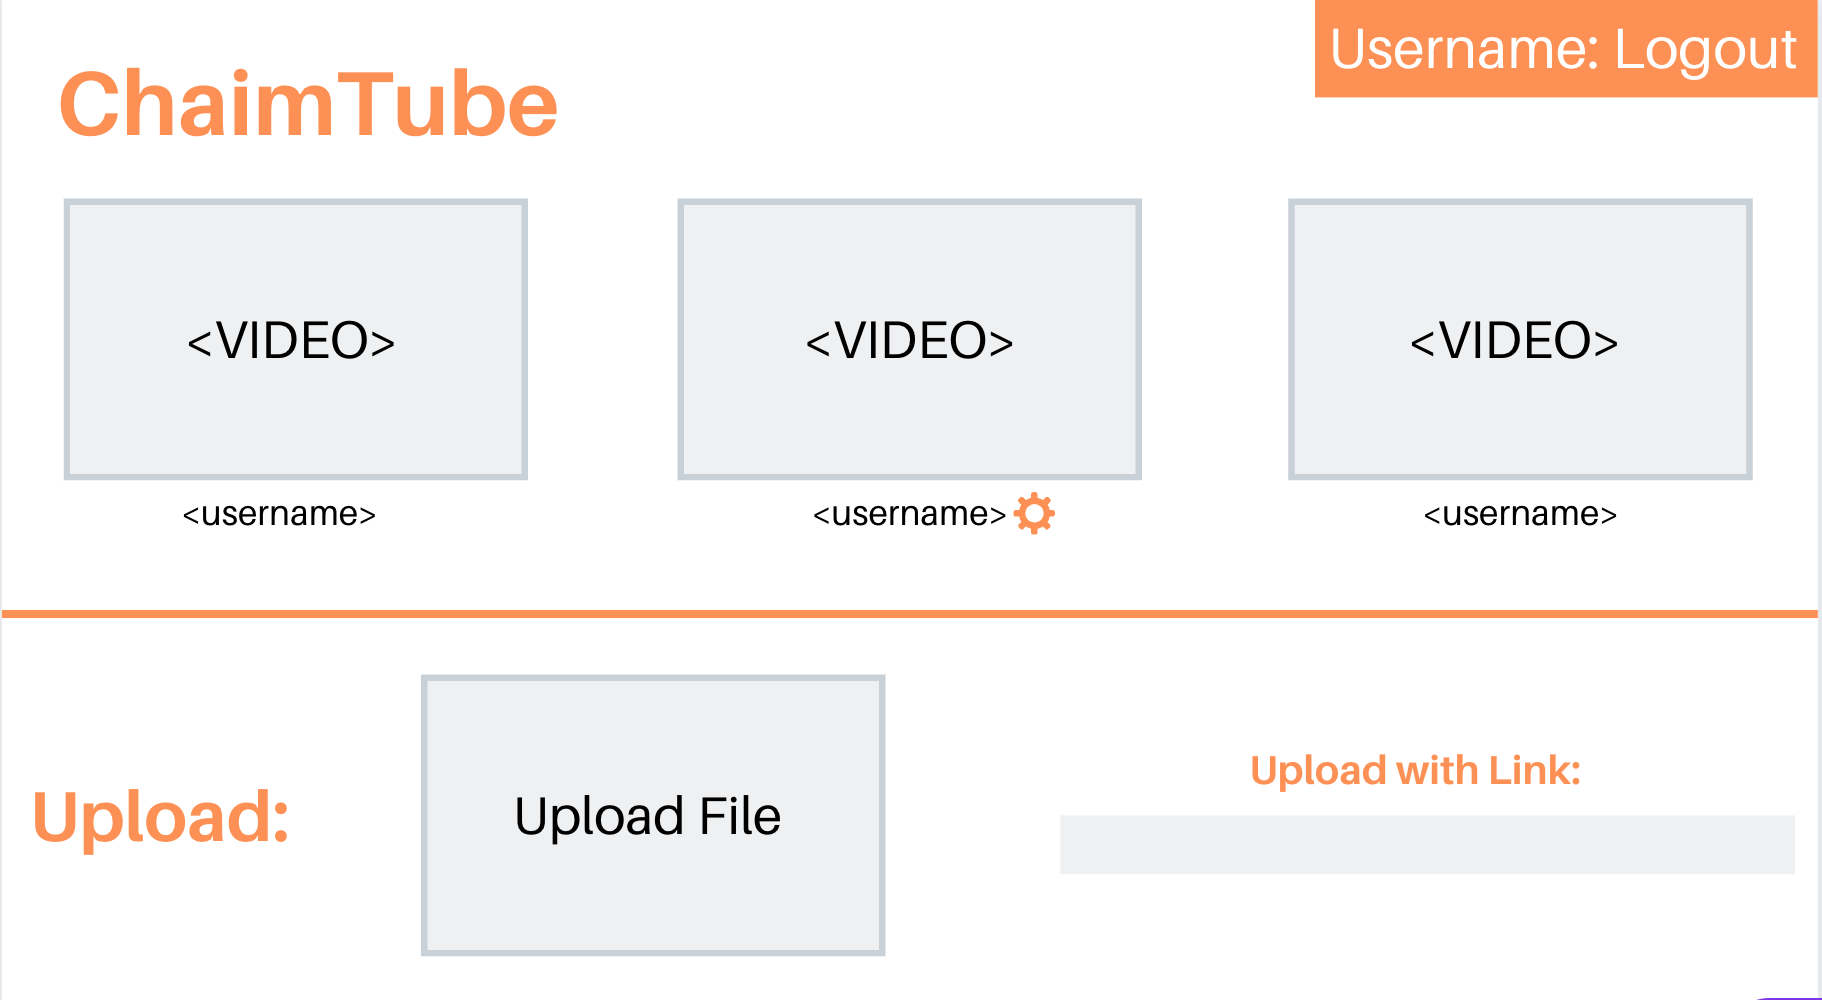 Username: Logout
ChaimTube
<VIDEO>
<VIDEO>
<VIDEO>
<username>
<username>
<username>
Upload:
Upload File
Upload with Link: